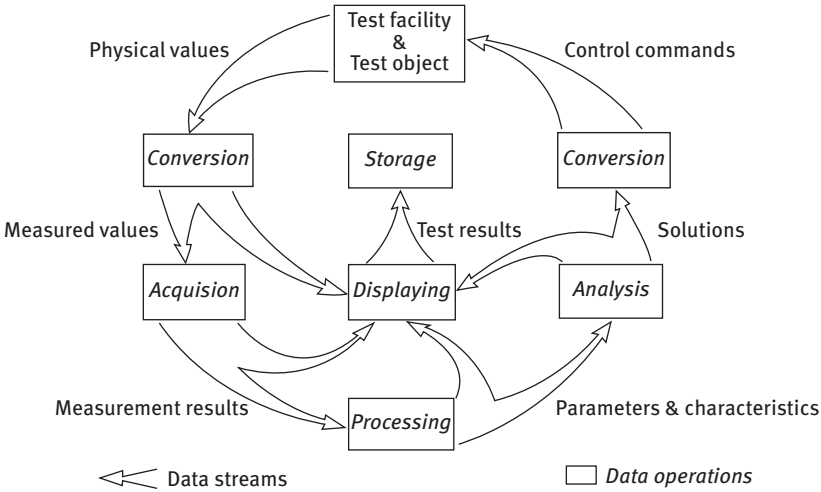 Test facility
&
Test object
Physical values
Control commands
Conversion
Storage
Conversion
Measured values
Test results
Solutions
Acquision
Displaying
Analysis
Measurement results
Processing
Parameters & characteristics
Data streams
Data operations